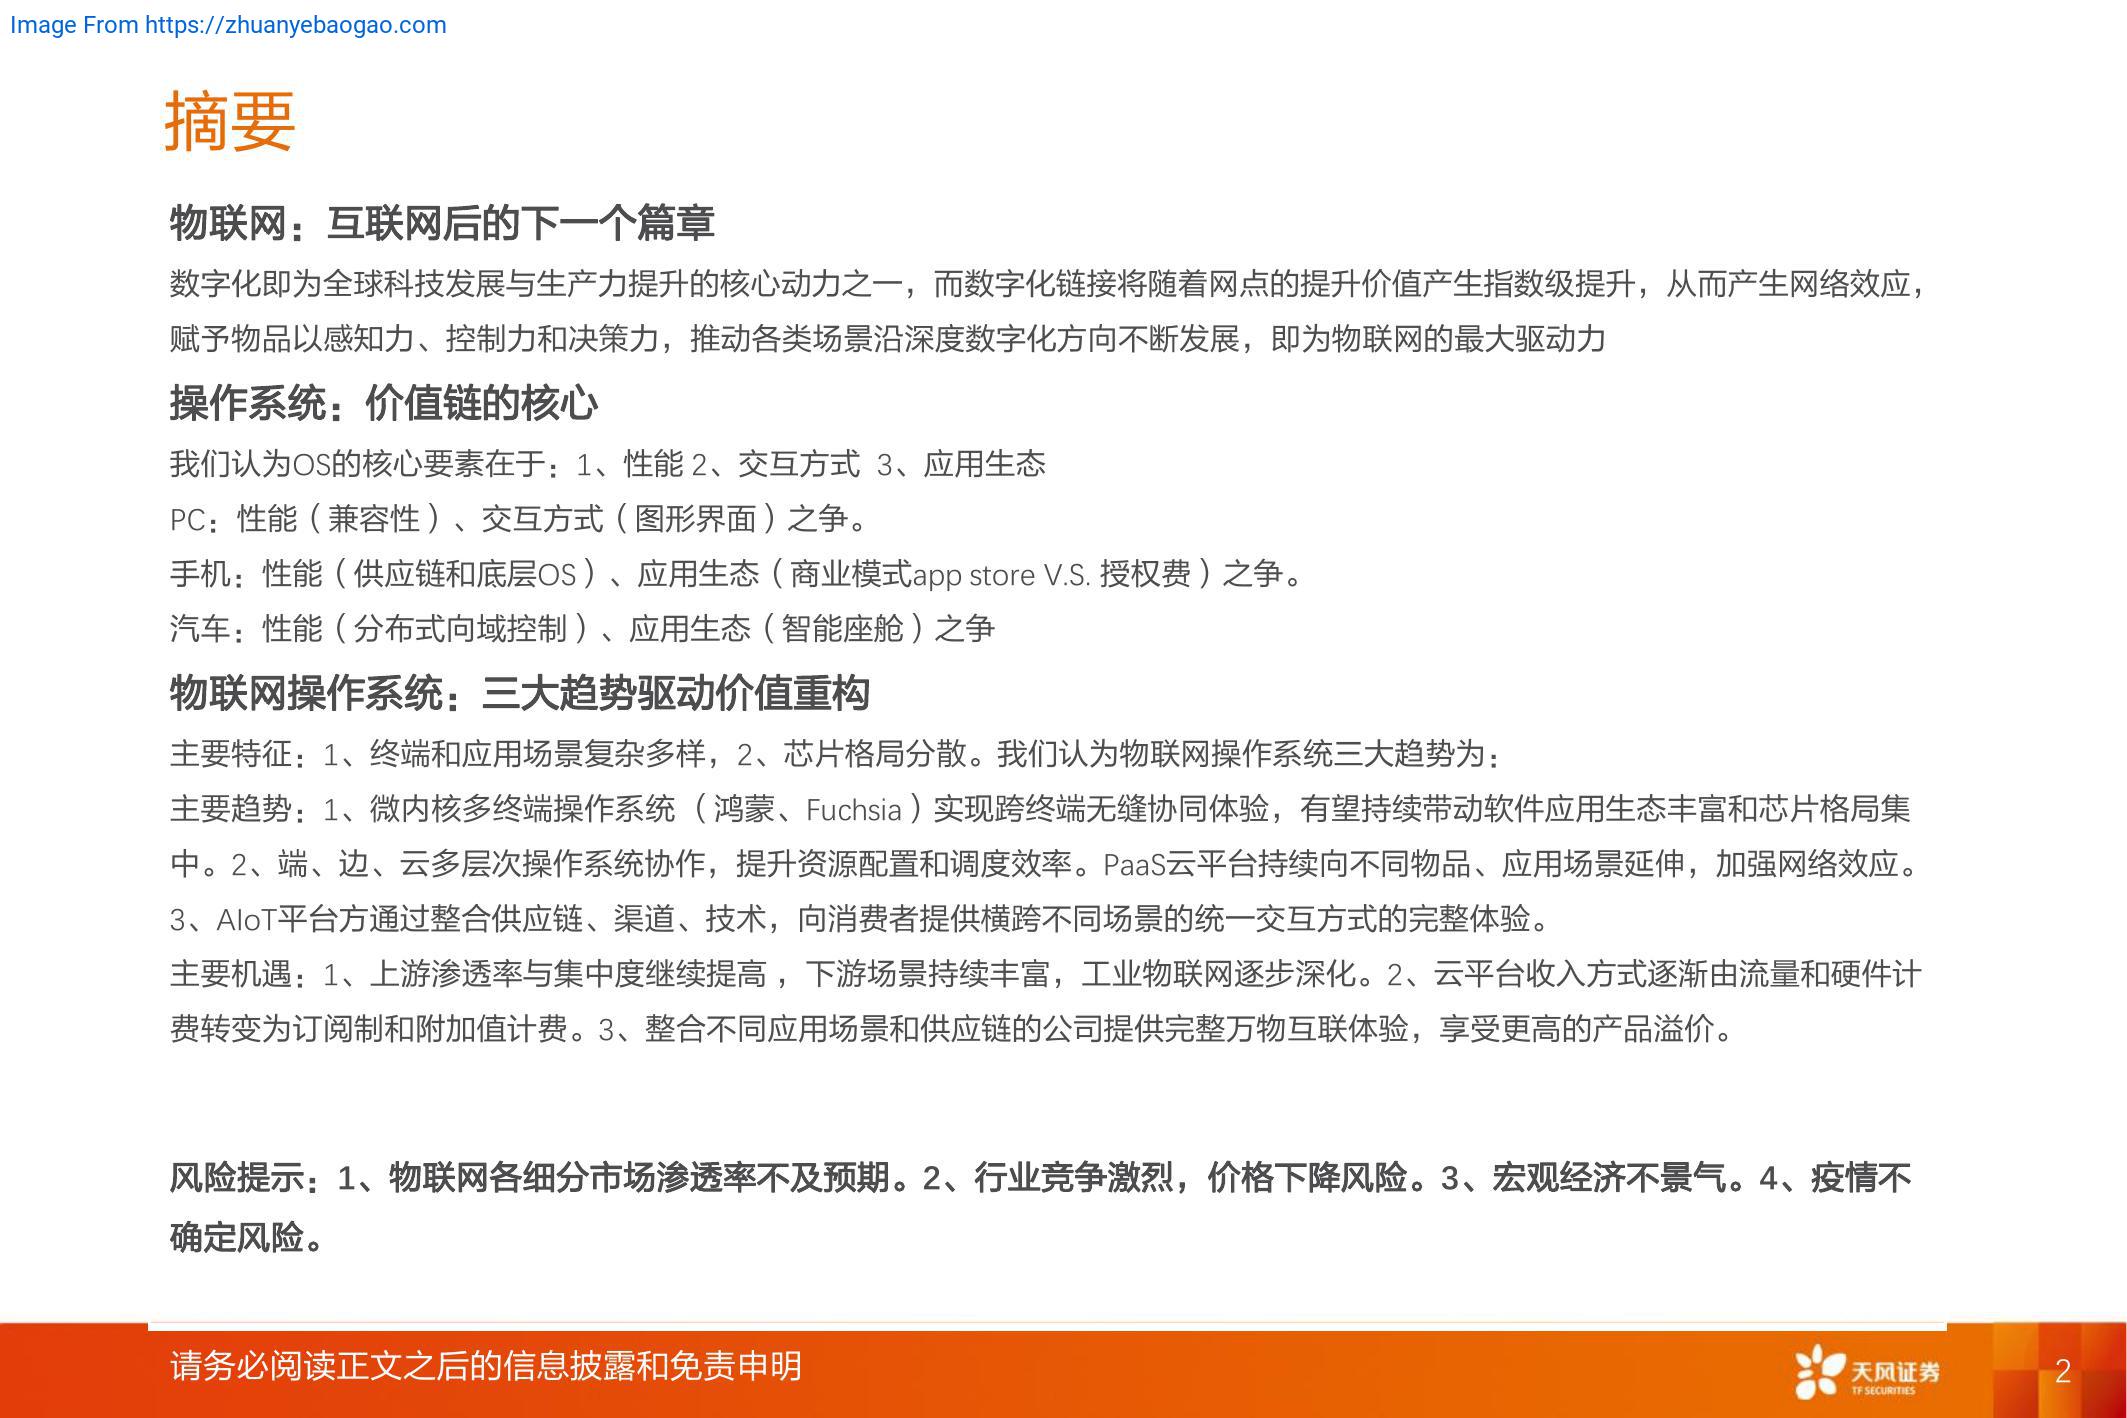 Image From https://zhuanyebaogao.com
摘要
物联网：互联网后的下一个篇章
数字化即为全球科技发展与生产力提升的核心动力之一，而数字化链接将随着网点的提升价值产生指数级提升，从而产生网络效应，
赋予物品以感知力、控制力和决策力，推动各类场景沿深度数字化方向不断发展，即为物联网的最大驱动力
操作系统：价值链的核心
我们认为OS的核心要素在于：1、性能 2、交互方式 3、应用生态
PC：性能（兼容性）、交互方式（图形界面）之争。
手机：性能（供应链和底层OS）、应用生态（商业模式app store V.S. 授权费）之争。
汽车：性能（分布式向域控制）、应用生态（智能座舱）之争
物联网操作系统：三大趋势驱动价值重构
主要特征：1、终端和应用场景复杂多样，2、芯片格局分散。我们认为物联网操作系统三大趋势为：
主要趋势：1、微内核多终端操作系统 （鸿蒙、Fuchsia）实现跨终端无缝协同体验，有望持续带动软件应用生态丰富和芯片格局集
中。2、端、边、云多层次操作系统协作，提升资源配置和调度效率。PaaS云平台持续向不同物品、应用场景延伸，加强网络效应。
3、AIoT平台方通过整合供应链、渠道、技术，向消费者提供横跨不同场景的统一交互方式的完整体验。
主要机遇：1、上游渗透率与集中度继续提高 ，下游场景持续丰富，工业物联网逐步深化。2、云平台收入方式逐渐由流量和硬件计
费转变为订阅制和附加值计费。3、整合不同应用场景和供应链的公司提供完整万物互联体验，享受更高的产品溢价。
风险提示：1、物联网各细分市场渗透率不及预期。2、行业竞争激烈，价格下降风险。3、宏观经济不景气。4、疫情不
确定风险。
请务必阅读正文之后的信息披露和免责申明
天风证券
TF SECURITIES
2